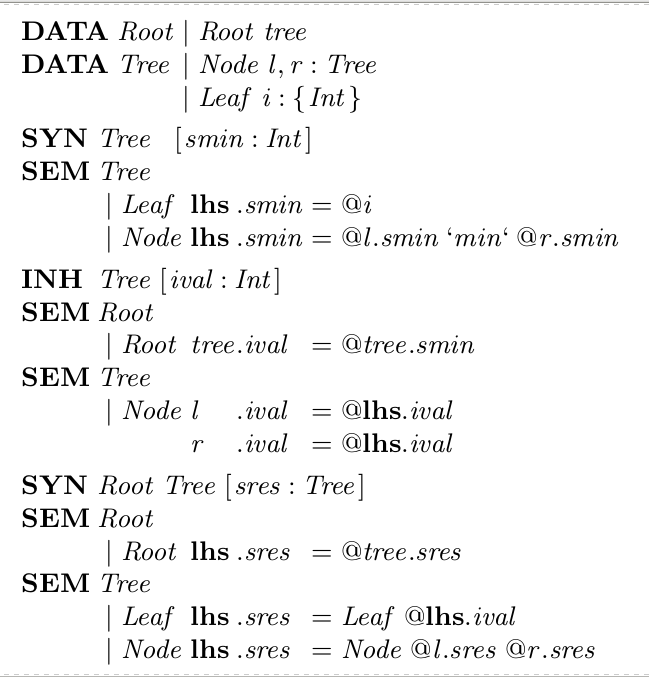 DATA Root | Root tree
DATA Tree | Node l, r : Tree
| Leaf i : {Int}
SYN Tree [smin : Int]
SEM Tree
| Leaf lhs .smin = @i
| Node lhs .smin = @l.smin ‘min‘ @r.smin
INH Tree [ival : Int]
SEM Root
| Root tree.ival = @tree.smin
SEM Tree
| Node l .ival = @lhs.ival
r .ival = @lhs.ival
SYN Root Tree [sres : Tree]
SEM Root
| Root lhs .sres = @tree.sres
SEM Tree
| Leaf lhs .sres = Leaf @lhs.ival
| Node lhs .sres = Node @l.sres @r.sres